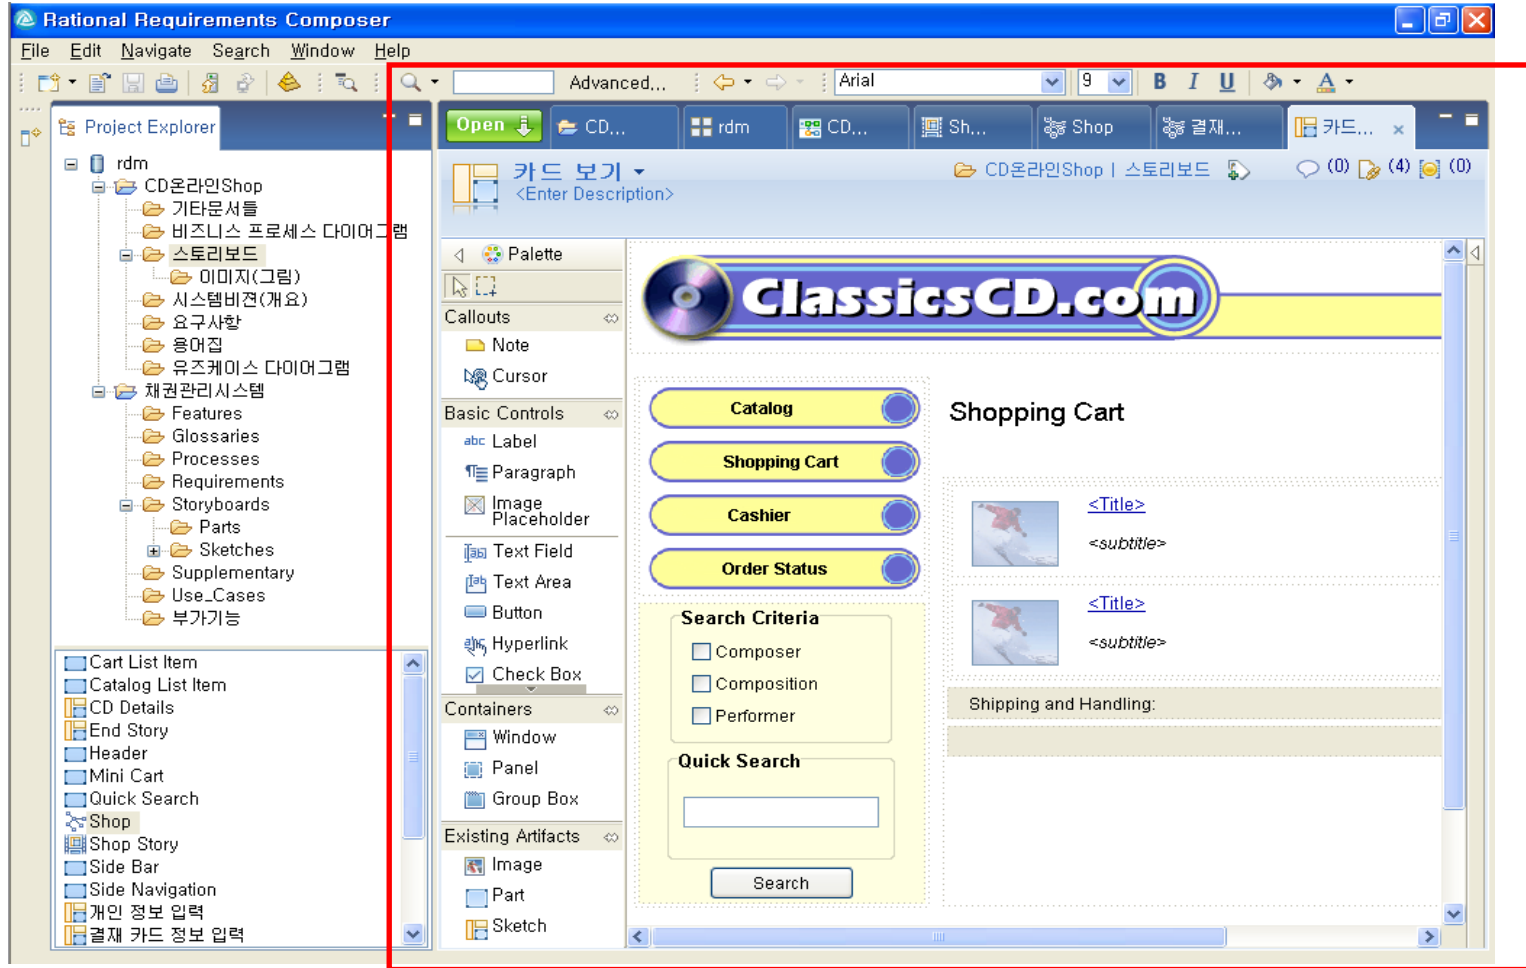 Rational Requirements Composer
File Edit Navigate Search Window Help
Advanced... Arial 9 B I U A
Project Explorer
rdm
CD온라인Shop
기타문서들
비즈니스 프로세스 다이어그램
스토리보드
이미지(그림)
시스템비젼(개요)
요구사항
용어집
유즈케이스 다이어그램
채권관리시스템
Features
Glossaries
Processes
Requirements
Storyboards
Parts
Sketches
Supplementary
Use_Cases
부가기능
Cart List Item
Catalog List Item
CD Details
End Story
Header
Mini Cart
Quick Search
Shop
Shop Story
Side Bar
Side Navigation
개인 정보 입력
결재 카드 정보 입력
Open CD... rdm CD... Sh... Shop 결재... 카드...
카드 보기
CD온라인Shop | 스토리보드 (0) (4) (0)
<Enter Description>
Palette
Callouts
Note
Cursor
Basic Controls
abc Label
Paragraph
Image
Placeholder
Text Field
Text Area
Button
Hyperlink
Check Box
Containers
Window
Panel
Group Box
Existing Artifacts
Image
Part
Sketch
ClassicsCD.com
Catalog
Shopping Cart
Cashier
Order Status
Search Criteria
Composer
Composition
Performer
Quick Search
Search
Shopping Cart
<Title>
<subtitle>
<Title>
<subtitle>
Shipping and Handling: